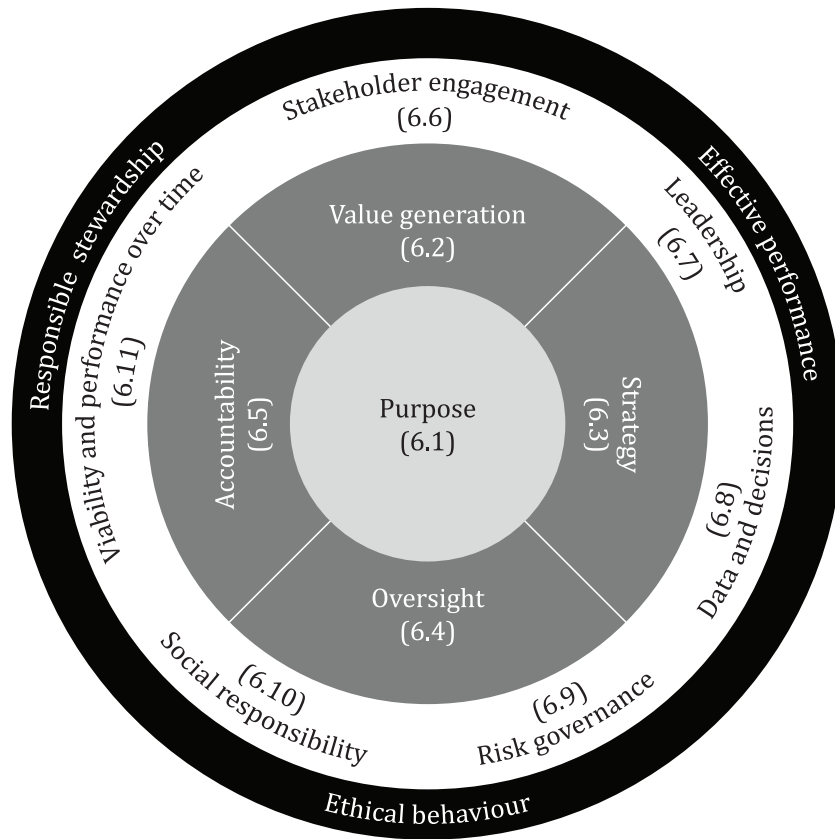 Responsible stewardship
Effective performance
Ethical behaviour
Stakeholder engagement
(6.6)
Leadership
(6.7)
(6.8)
Data and decisions
(6.9)
Risk governance
(6.10)
Social responsibility
Viability and performance over time
(6.11)
Value generation
(6.2)
Strategy
(6.3)
Oversight
(6.4)
Accountability
(6.5)
Purpose
(6.1)